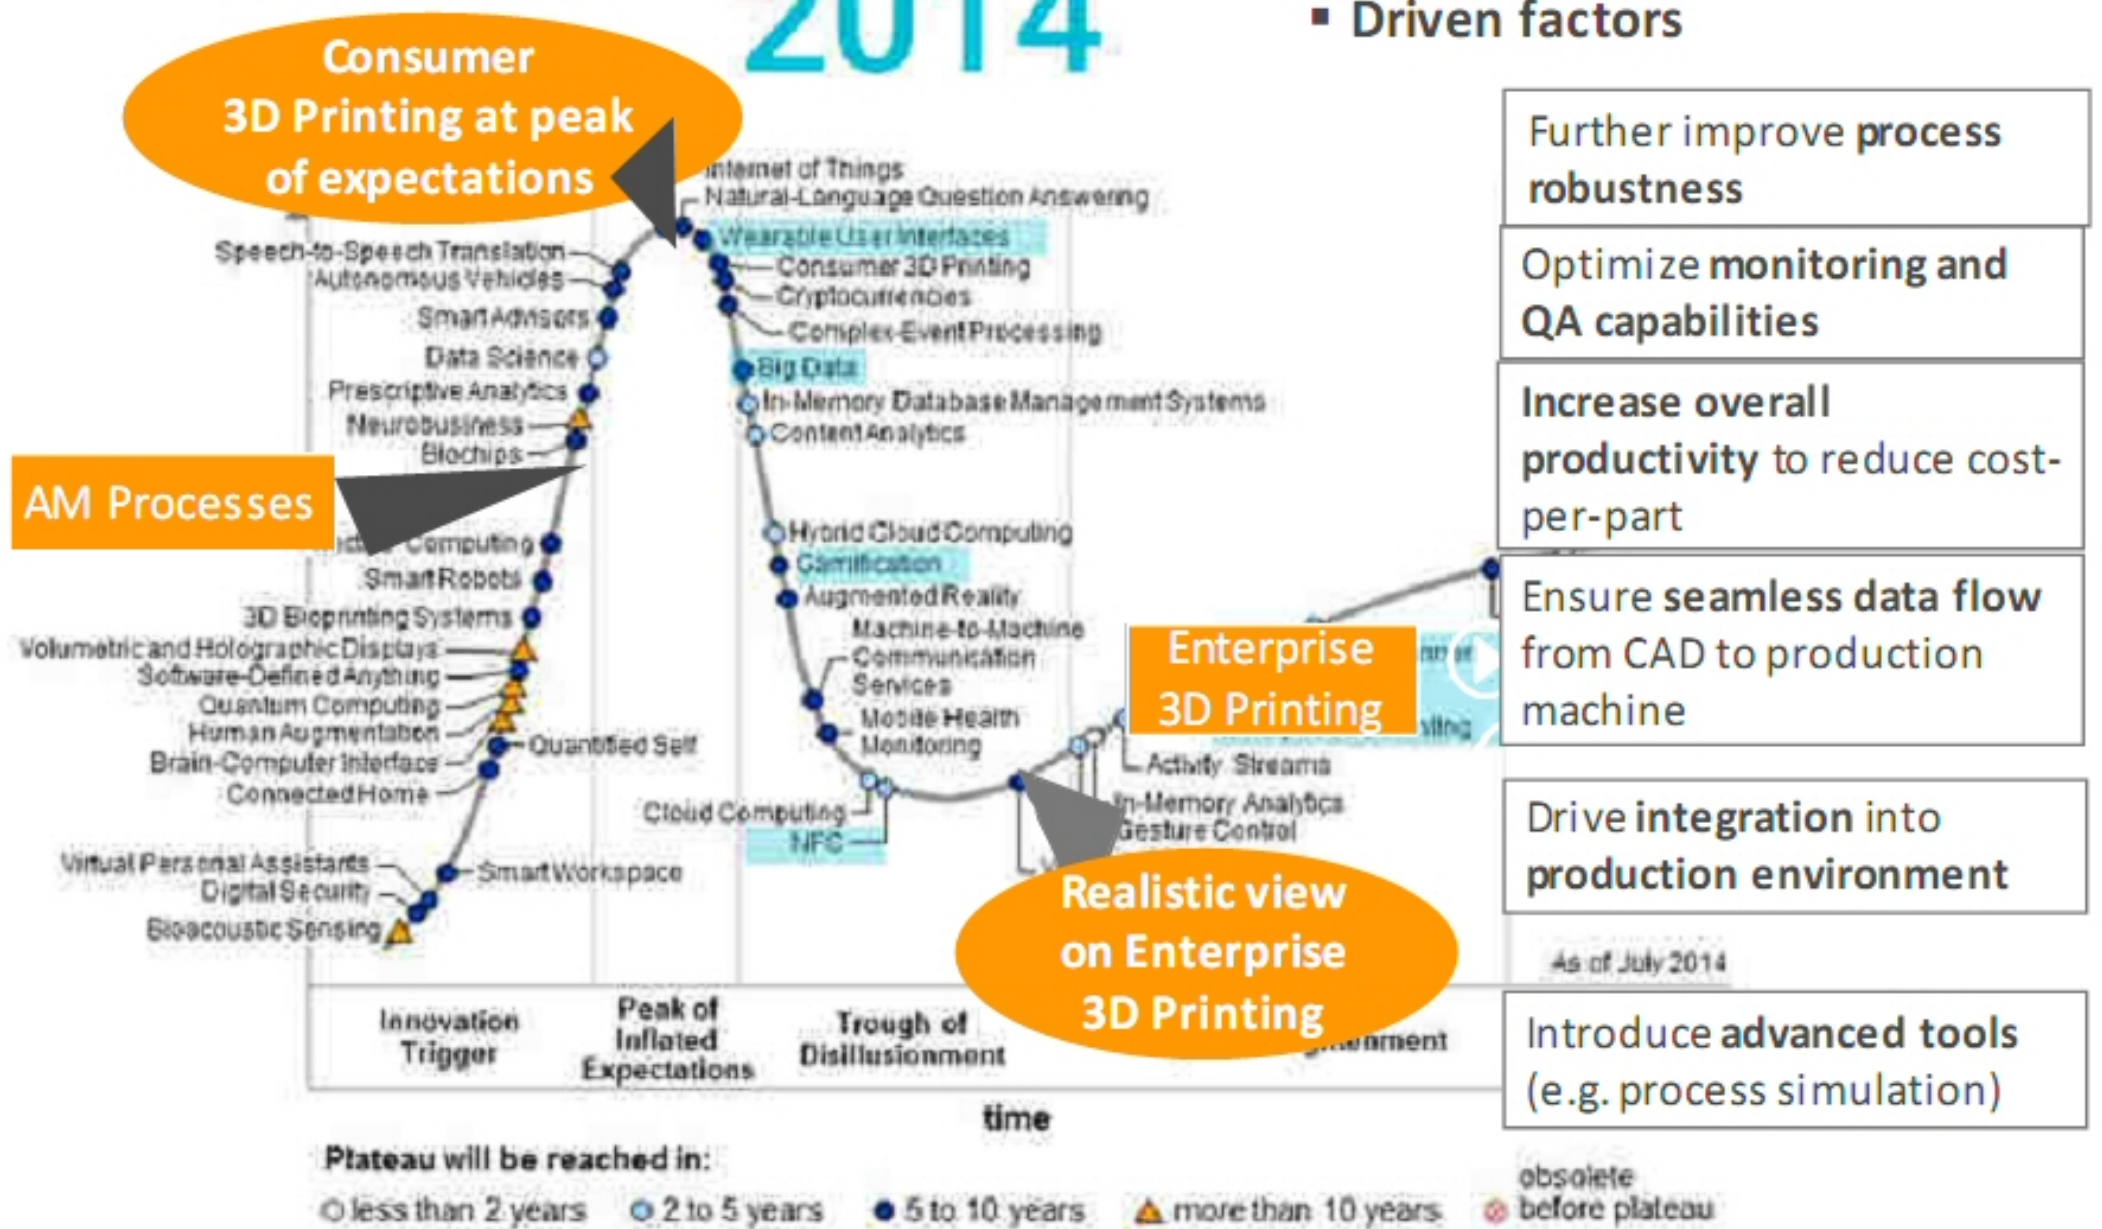 2014
▪ Driven factors
Consumer
3D Printing at peak
of expectations
Internet of Things
Natural-Language Question Answering
Wearable User Interfaces
Speech-to-Speech Translation
Consumer 3D Printing
Autonomous Vehicles
Cryptocurrencies
Smart Advisors
Complex-Event Processing
Data Science
Big Data
Prescriptive Analytics
In-Memory Database Management Systems
Neurobusiness
Content Analytics
Biochips
AM Processes
Computing
Hybrid Cloud Computing
Smart Robots
Gamification
3D Bioprinting Systems
Augmented Reality
Volumetric and Holographic Displays
Machine-to-Machine
Communication
Services
Software-Defined Anything
Quantum Computing
Human Augmentation
Mobile Health
Monitoring
Quantified Self
Brain-Computer Interface
Connected Home
Enterprise
3D Printing
Activity Streams
In-Memory Analytics
Gesture Control
Cloud Computing
NFC
Virtual Personal Assistants
Smart Workspace
Digital Security
Bioacoustic Sensing
Realistic view
on Enterprise
3D Printing
As of July 2014
Innovation
Trigger
Peak of
Inflated
Expectations
Trough of
Disillusionment
time
Plateau will be reached in:
less than 2 years
2 to 5 years
5 to 10 years
more than 10 years
obsolete
before plateau
Further improve process
robustness
Optimize monitoring and
QA capabilities
Increase overall
productivity to reduce cost-
per-part
Ensure seamless data flow
from CAD to production
machine
Drive integration into
production environment
Introduce advanced tools
(e.g. process simulation)